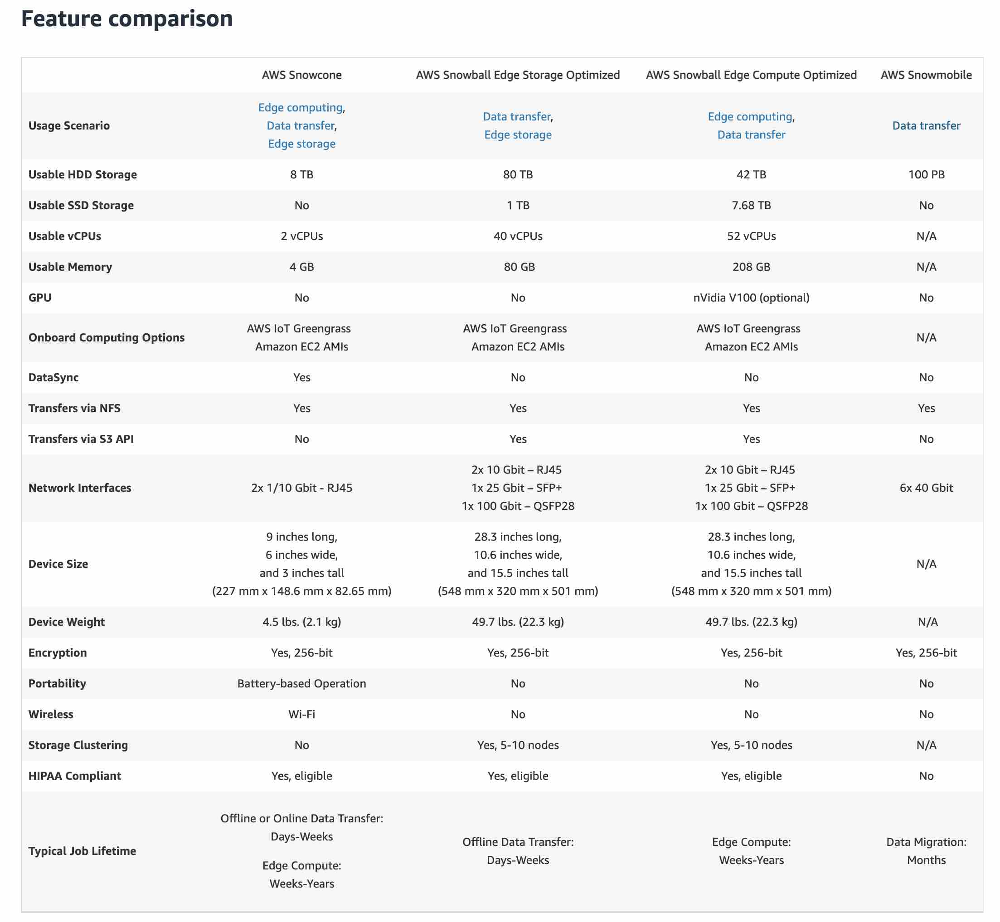 Feature comparison
AWS Snowcone
AWS Snowball Edge Storage Optimized
AWS Snowball Edge Compute Optimized
AWS Snowmobile
Usage Scenario
Edge computing,
Data transfer,
Edge storage
Data transfer,
Edge storage
Edge computing,
Data transfer
Data transfer
Usable HDD Storage
8 TB
80 TB
42 TB
100 PB
Usable SSD Storage
No
1 TB
7.68 TB
No
Usable vCPUs
2 vCPUs
40 vCPUs
52 vCPUs
N/A
Usable Memory
4 GB
80 GB
208 GB
N/A
GPU
No
No
nVidia V100 (optional)
No
Onboard Computing Options
AWS IoT Greengrass
Amazon EC2 AMIs
AWS IoT Greengrass
Amazon EC2 AMIs
AWS IoT Greengrass
Amazon EC2 AMIs
N/A
DataSync
Yes
No
No
No
Transfers via NFS
Yes
Yes
Yes
Yes
Transfers via S3 API
No
Yes
Yes
No
Network Interfaces
2x 1/10 Gbit - RJ45
2x 10 Gbit – RJ45
1x 25 Gbit – SFP+
1x 100 Gbit – QSFP28
2x 10 Gbit – RJ45
1x 25 Gbit – SFP+
1x 100 Gbit – QSFP28
6x 40 Gbit
Device Size
9 inches long,
6 inches wide,
and 3 inches tall
(227 mm x 148.6 mm x 82.65 mm)
28.3 inches long,
10.6 inches wide,
and 15.5 inches tall
(548 mm x 320 mm x 501 mm)
28.3 inches long,
10.6 inches wide,
and 15.5 inches tall
(548 mm x 320 mm x 501 mm)
N/A
Device Weight
4.5 lbs. (2.1 kg)
49.7 lbs. (22.3 kg)
49.7 lbs. (22.3 kg)
N/A
Encryption
Yes, 256-bit
Yes, 256-bit
Yes, 256-bit
Yes, 256-bit
Portability
Battery-based Operation
No
No
No
Wireless
Wi-Fi
No
No
No
Storage Clustering
No
Yes, 5-10 nodes
Yes, 5-10 nodes
N/A
HIPAA Compliant
Yes, eligible
Yes, eligible
Yes, eligible
No
Typical Job Lifetime
Offline or Online Data Transfer:
Days-Weeks
Edge Compute:
Weeks-Years
Offline Data Transfer:
Days-Weeks
Edge Compute:
Weeks-Years
Data Migration:
Months